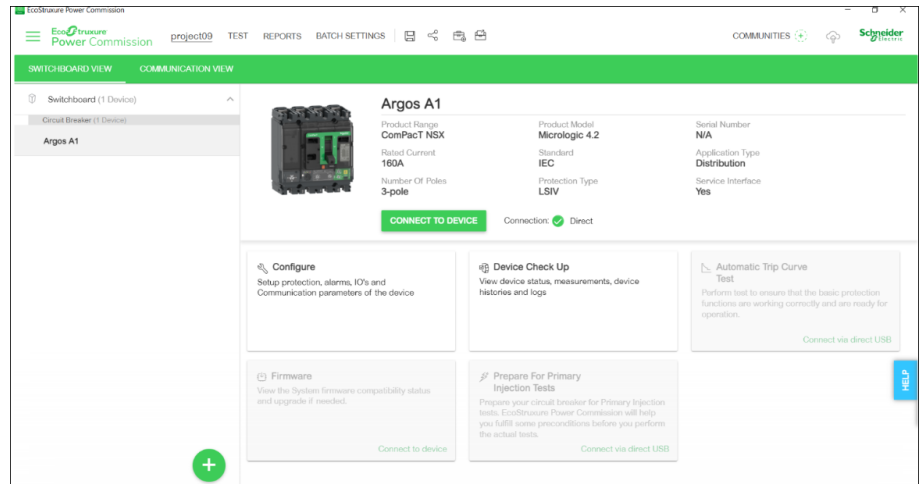 EcoStruxure Power Commission
EcoStruxure
Power Commission
project09 TEST REPORTS BATCH SETTINGS
COMMUNITIES
Schneider
Electric
SWITCHBOARD VIEW COMMUNICATION VIEW
Switchboard (1 Device)
Circuit Breaker (1 Device)
Argos A1
Argos A1
Product Range Product Model Serial Number
ComPacT NSX Micrologic 4.2 N/A
Rated Current Standard Application Type
160A IEC Distribution
Number Of Poles Protection Type Service Interface
3-pole LSIV Yes
CONNECT TO DEVICE Connection: Direct
Configure
Setup protection, alarms, IO's and
Communication parameters of the device
Device Check Up
View device status, measurements, device
histories and logs
Automatic Trip Curve
Test
Perform test to ensure that the basic protection
functions are working correctly and are ready for
operation.
Connect via direct USB
Firmware
View the System firmware compatibility status
and upgrade if needed.
Connect to device
Prepare For Primary
Injection Tests
Prepare your circuit breaker for Primary Injection
tests. EcoStruxure Power Commission will help
you fulfill some preconditions before you perform
the actual tests.
Connect via direct USB
HELP